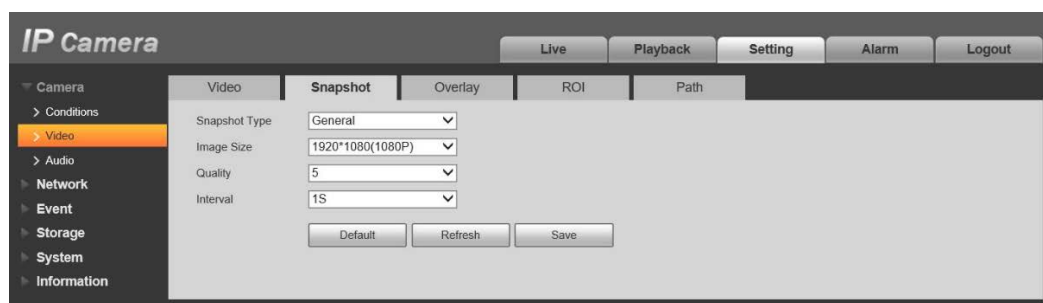 IP Camera
Live Playback Setting Alarm Logout
Camera
> Conditions
> Video
> Audio
Network
Event
Storage
System
Information
Video Snapshot Overlay ROI Path
Snapshot Type General
Image Size 1920*1080(1080P)
Quality 5
Interval 1S
Default Refresh Save